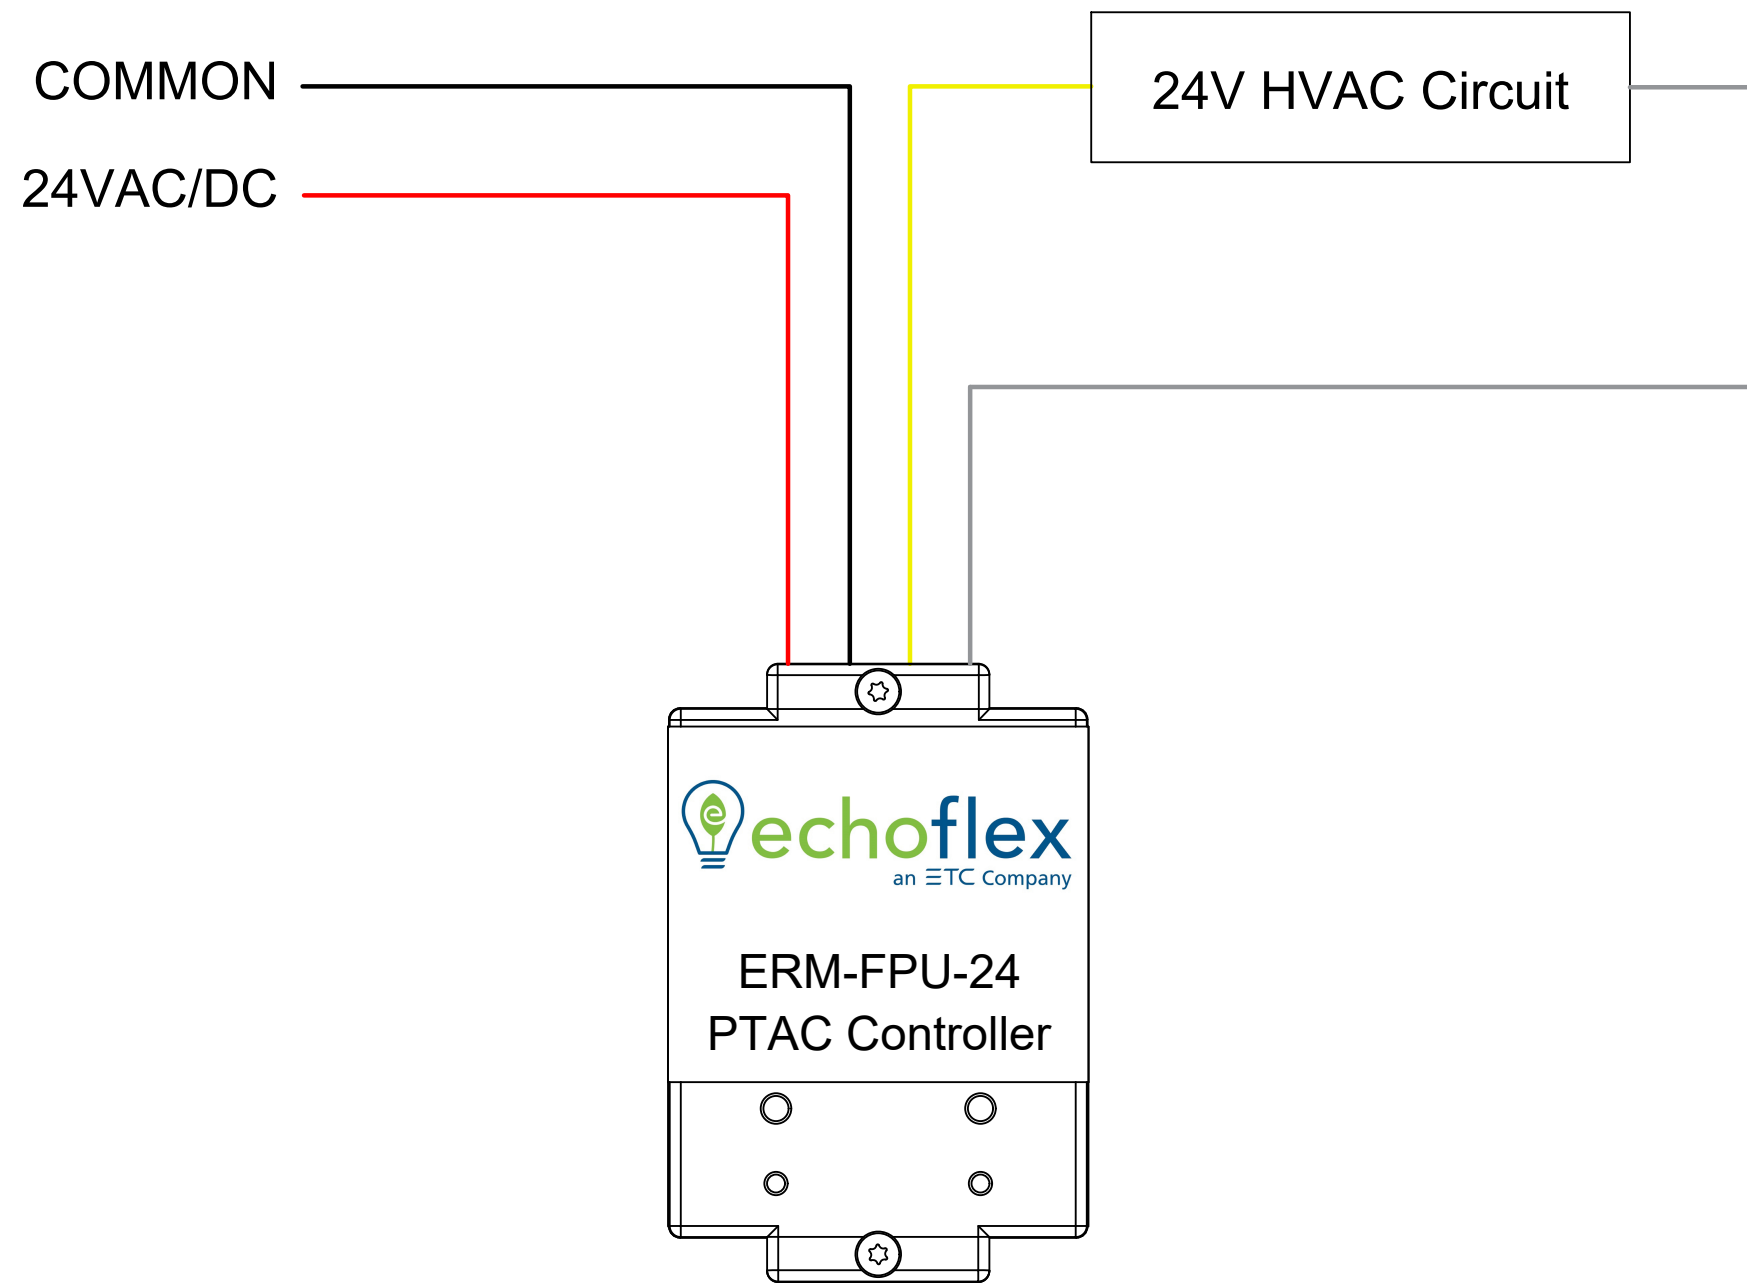 COMMON
24VAC/DC
24V HVAC Circuit
echoflex
an ETC Company
ERM-FPU-24
PTAC Controller